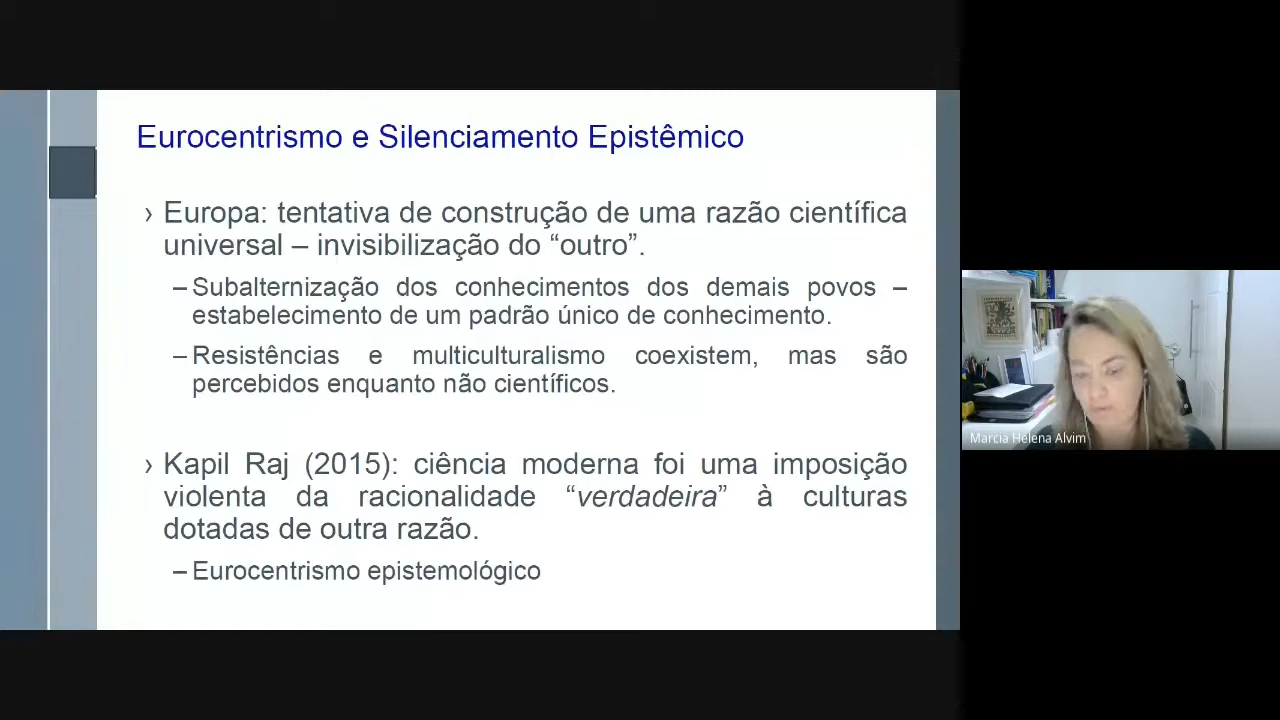 Eurocentrismo e Silenciamento Epistêmico
› Europa: tentativa de construção de uma razão científica
universal – invisibilização do “outro”.
– Subalternização dos conhecimentos dos demais povos –
estabelecimento de um padrão único de conhecimento.
– Resistências e multiculturalismo coexistem, mas são
percebidos enquanto não científicos.
› Kapil Raj (2015): ciência moderna foi uma imposição
violenta da racionalidade “verdadeira” à culturas
dotadas de outra razão.
– Eurocentrismo epistemológico
Marcia Helena Alvim